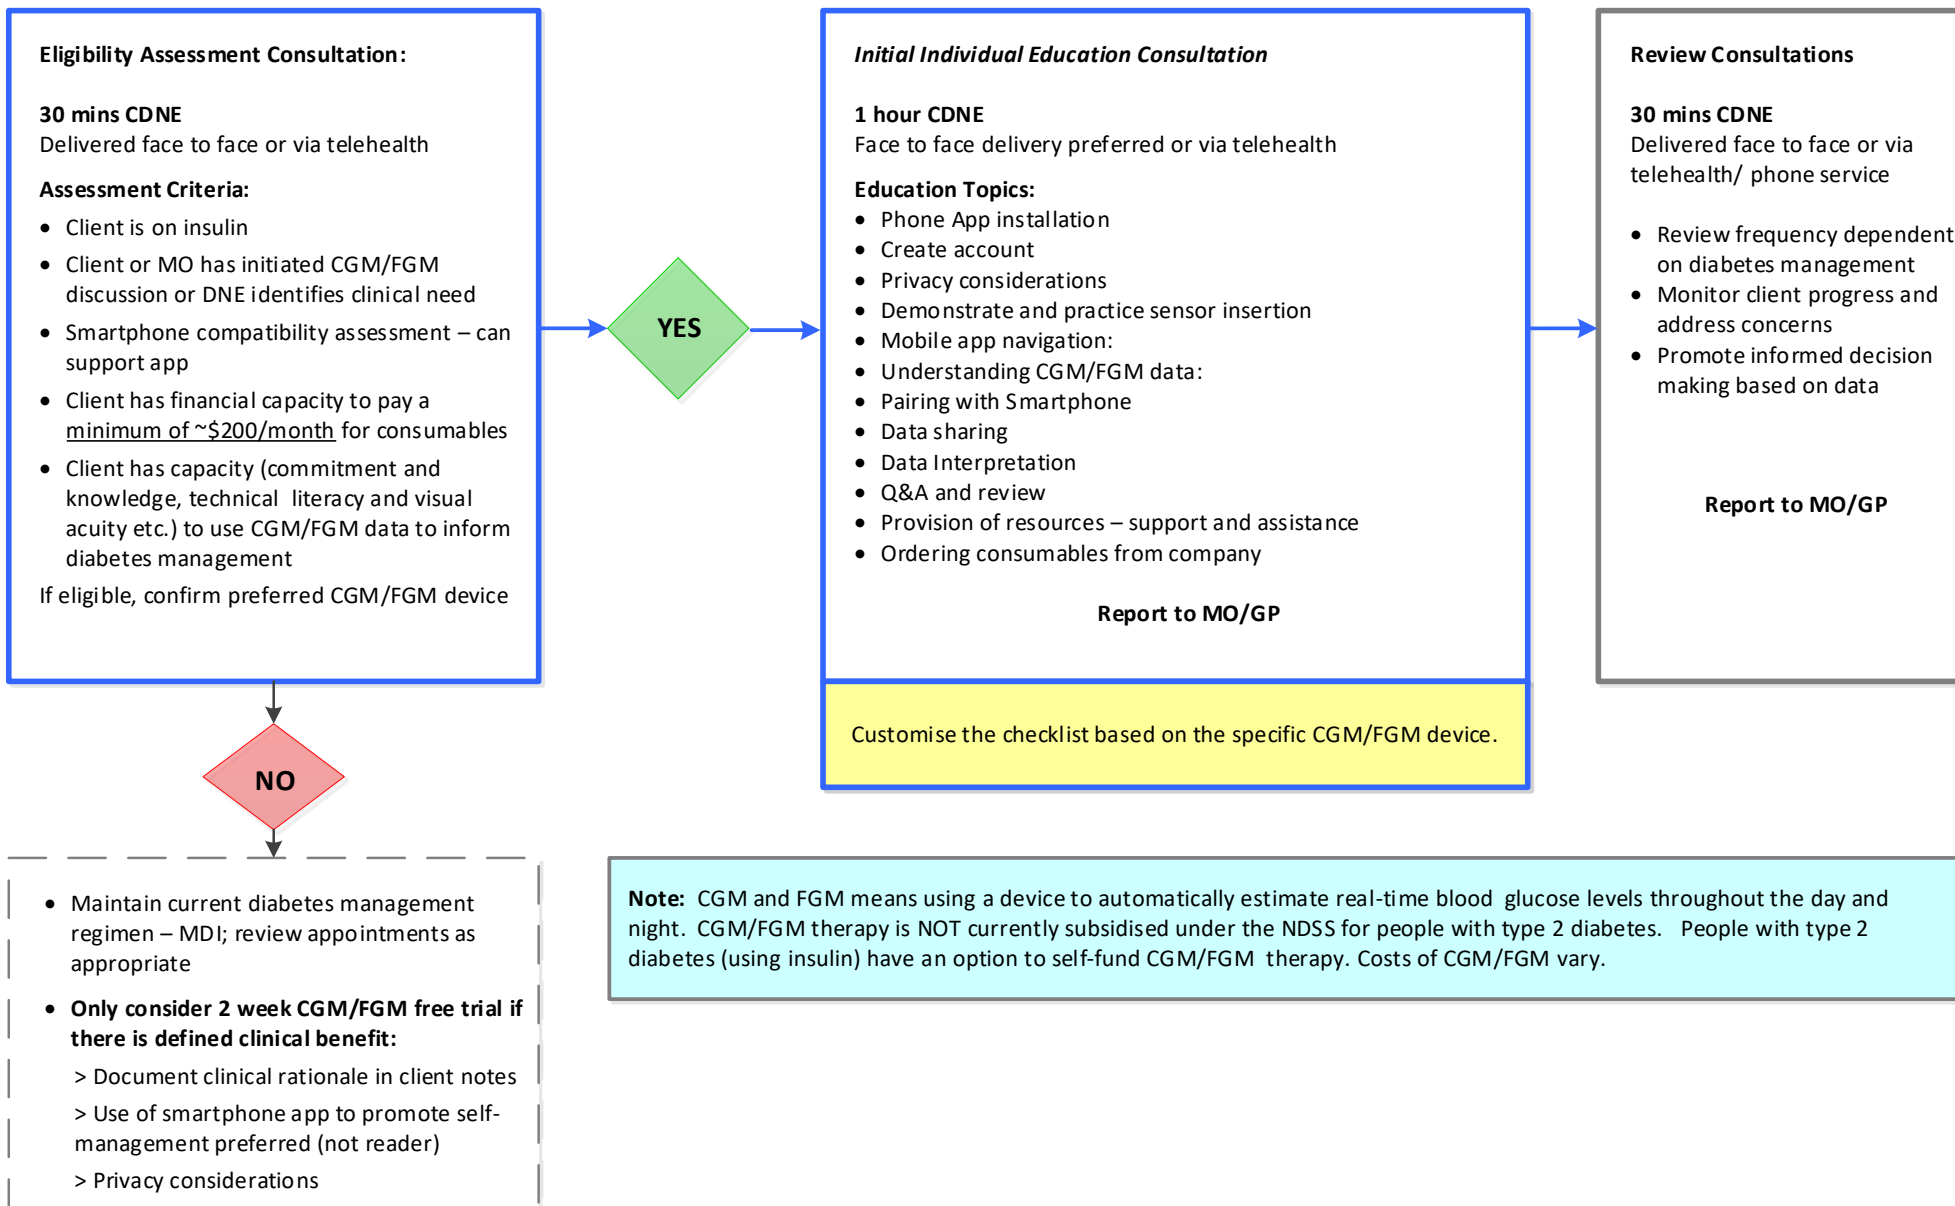 Eligibility Assessment Consultation:
30 mins CDNE
Delivered face to face or via telehealth
Assessment Criteria:
• Client is on insulin
• Client or MO has initiated CGM/FGM
discussion or DNE identifies clinical need
• Smartphone compatibility assessment – can
support app
• Client has financial capacity to pay a
minimum of ~$200/month for consumables
• Client has capacity (commitment and
knowledge, technical literacy and visual
acuity etc.) to use CGM/FGM data to inform
diabetes management
If eligible, confirm preferred CGM/FGM device
YES
Initial Individual Education Consultation
1 hour CDNE
Face to face delivery preferred or via telehealth
Education Topics:
• Phone App installation
• Create account
• Privacy considerations
• Demonstrate and practice sensor insertion
• Mobile app navigation:
• Understanding CGM/FGM data:
• Pairing with Smartphone
• Data sharing
• Data Interpretation
• Q&A and review
• Provision of resources – support and assistance
• Ordering consumables from company
Report to MO/GP
Customise the checklist based on the specific CGM/FGM device.
Review Consultations
30 mins CDNE
Delivered face to face or via
telehealth/ phone service
• Review frequency dependent
on diabetes management
• Monitor client progress and
address concerns
• Promote informed decision
making based on data
Report to MO/GP
NO
• Maintain current diabetes management
regimen – MDI; review appointments as
appropriate
• Only consider 2 week CGM/FGM free trial if
there is defined clinical benefit:
> Document clinical rationale in client notes
> Use of smartphone app to promote self-
management preferred (not reader)
> Privacy considerations
Note: CGM and FGM means using a device to automatically estimate real-time blood glucose levels throughout the day and
night. CGM/FGM therapy is NOT currently subsidised under the NDSS for people with type 2 diabetes. People with type 2
diabetes (using insulin) have an option to self-fund CGM/FGM therapy. Costs of CGM/FGM vary.